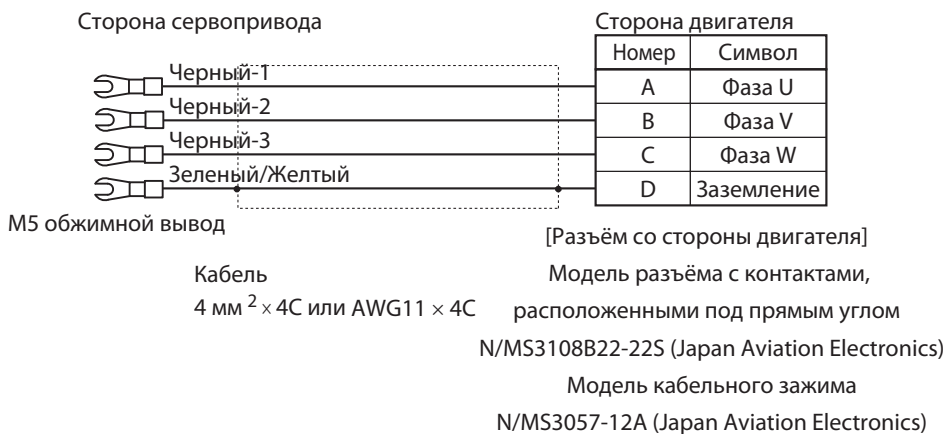 Сторона сервопривода
Сторона двигателя
Номер Символ
Черный-1
A Фаза U
Черный-2
B Фаза V
Черный-3
C Фаза W
Зеленый/Желтый
D Заземление
M5 обжимной вывод
[Разъём со стороны двигателя]
Кабель
4 мм 2 × 4C или AWG11 × 4C
Модель разъёма с контактами,
расположенными под прямым углом
N/MS3108B22-22S (Japan Aviation Electronics)
Модель кабельного зажима
N/MS3057-12A (Japan Aviation Electronics)